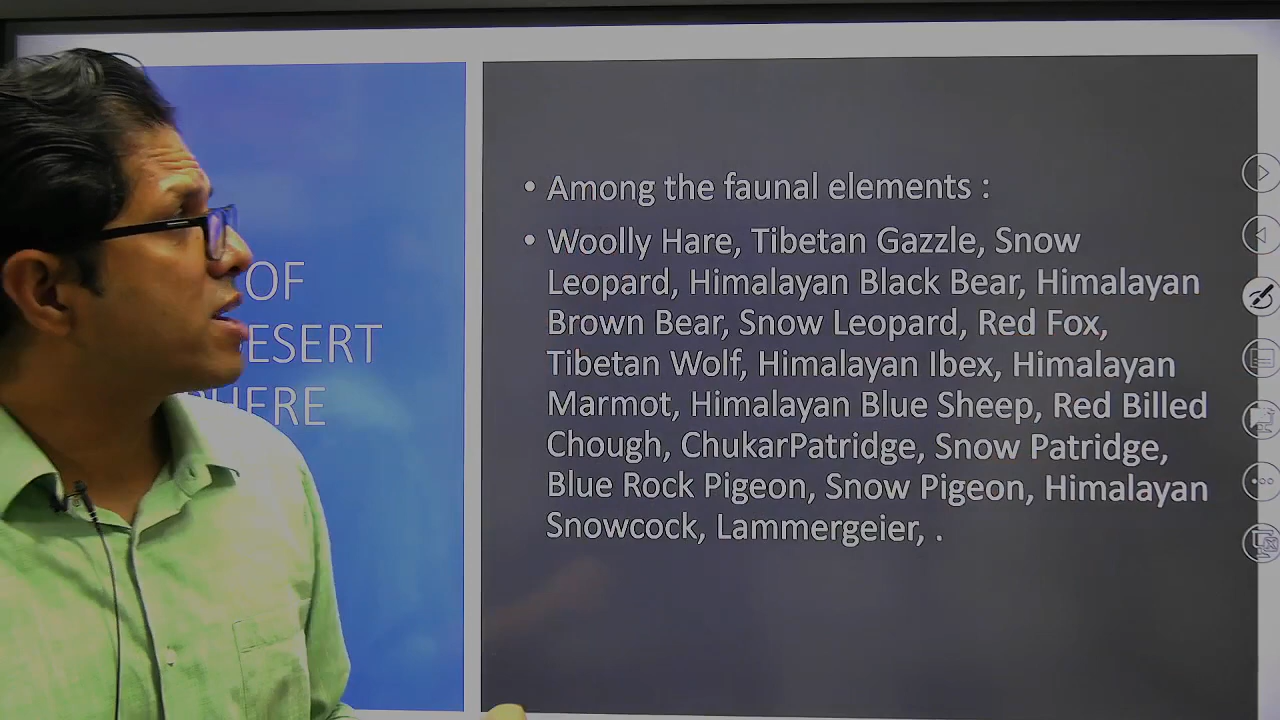 OF
DESERT
HERE
• Among the faunal elements :
• Woolly Hare, Tibetan Gazzle, Snow
Leopard, Himalayan Black Bear, Himalayan
Brown Bear, Snow Leopard, Red Fox,
Tibetan Wolf, Himalayan Ibex, Himalayan
Marmot, Himalayan Blue Sheep, Red Billed
Chough, ChukarPatridge, Snow Patridge,
Blue Rock Pigeon, Snow Pigeon, Himalayan
Snowcock, Lammergeier, .